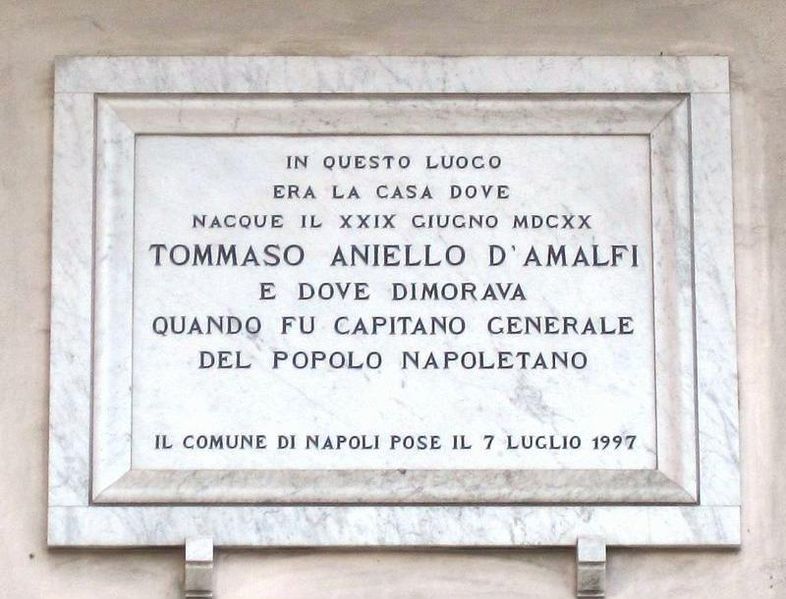 IN QUESTO LUOGO
ERA LA CASA DOVE
NACQUE IL XXIX GIUGNO MDCXX
TOMMASO ANIELLO D'AMALFI
E DOVE DIMORAVA
QUANDO FU CAPITANO GENERALE
DEL POPOLO NAPOLETANO
IL COMUNE DI NAPOLI POSE IL 7 LUGLIO 1997